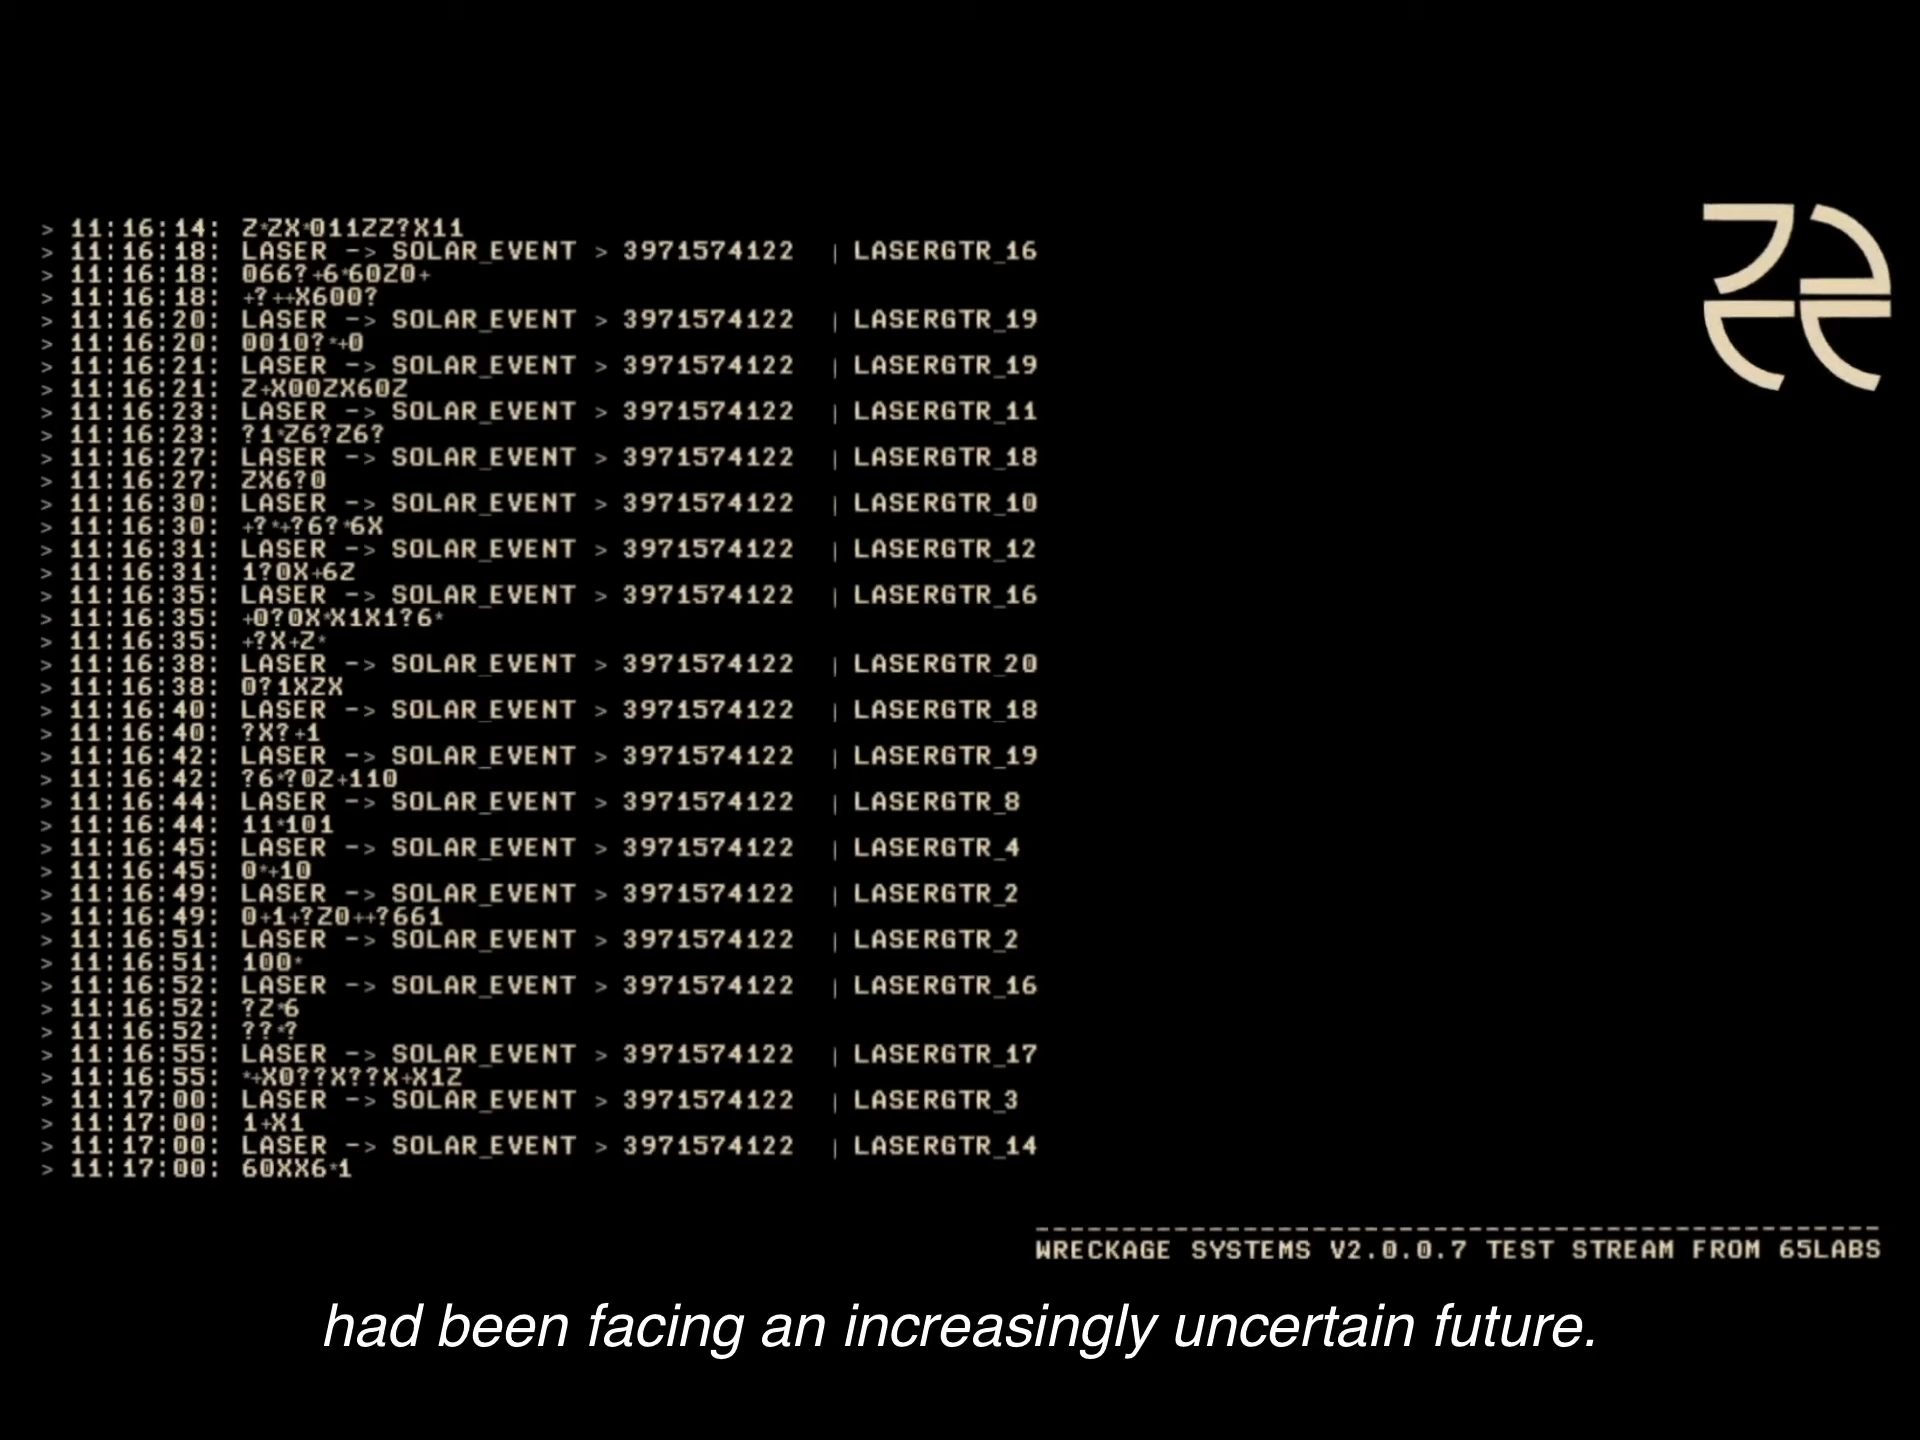 > 11:16:14: Z*ZX*011ZZ?X11
> 11:16:18: LASER -> SOLAR_EVENT > 3971574122 | LASERGTR_16
> 11:16:18: 066?+6*60Z0+
> 11:16:18: +?++X600?
> 11:16:20: LASER -> SOLAR_EVENT > 3971574122 | LASERGTR_19
> 11:16:20: 0010?*+0
> 11:16:21: LASER -> SOLAR_EVENT > 3971574122 | LASERGTR_19
> 11:16:21: Z+X00ZX60Z
> 11:16:23: LASER -> SOLAR_EVENT > 3971574122 | LASERGTR_11
> 11:16:23: ?1*Z6?Z6?
> 11:16:27: LASER -> SOLAR_EVENT > 3971574122 | LASERGTR_18
> 11:16:27: ZX6?0
> 11:16:30: LASER -> SOLAR_EVENT > 3971574122 | LASERGTR_10
> 11:16:30: +?*+?6?*6X
> 11:16:31: LASER -> SOLAR_EVENT > 3971574122 | LASERGTR_12
> 11:16:31: 1?0X+6Z
> 11:16:35: LASER -> SOLAR_EVENT > 3971574122 | LASERGTR_16
> 11:16:35: +0?0X*X1X1?6*
> 11:16:35: +?X+Z*
> 11:16:38: LASER -> SOLAR_EVENT > 3971574122 | LASERGTR_20
> 11:16:38: 0?1XZX
> 11:16:40: LASER -> SOLAR_EVENT > 3971574122 | LASERGTR_18
> 11:16:40: ?X?+1
> 11:16:42: LASER -> SOLAR_EVENT > 3971574122 | LASERGTR_19
> 11:16:42: ?6*?0Z+110
> 11:16:44: LASER -> SOLAR_EVENT > 3971574122 | LASERGTR_8
> 11:16:44: 11*101
> 11:16:45: LASER -> SOLAR_EVENT > 3971574122 | LASERGTR_4
> 11:16:45: 0*+10
> 11:16:49: LASER -> SOLAR_EVENT > 3971574122 | LASERGTR_2
> 11:16:49: 0+1+?Z0++?661
> 11:16:51: LASER -> SOLAR_EVENT > 3971574122 | LASERGTR_2
> 11:16:51: 100*
> 11:16:52: LASER -> SOLAR_EVENT > 3971574122 | LASERGTR_16
> 11:16:52: ?Z*6
> 11:16:52: ??*?
> 11:16:55: LASER -> SOLAR_EVENT > 3971574122 | LASERGTR_17
> 11:16:55: *+X0??X??X+X1Z
> 11:17:00: LASER -> SOLAR_EVENT > 3971574122 | LASERGTR_3
> 11:17:00: 1+X1
> 11:17:00: LASER -> SOLAR_EVENT > 3971574122 | LASERGTR_14
> 11:17:00: 60XX6*1
WRECKAGE SYSTEMS V2.0.0.7 TEST STREAM FROM 65LABS
had been facing an increasingly uncertain future.